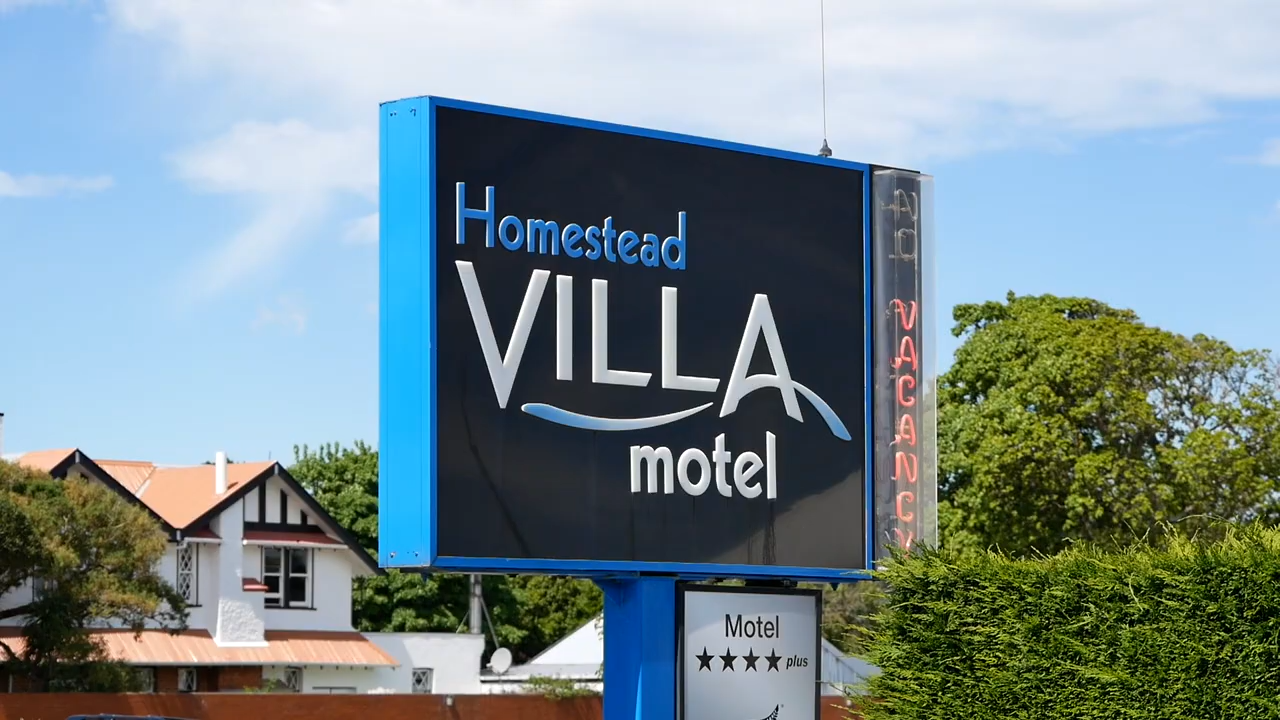 Homestead
VILLA
motel
NO
VACANCY
Motel
★★★★ plus